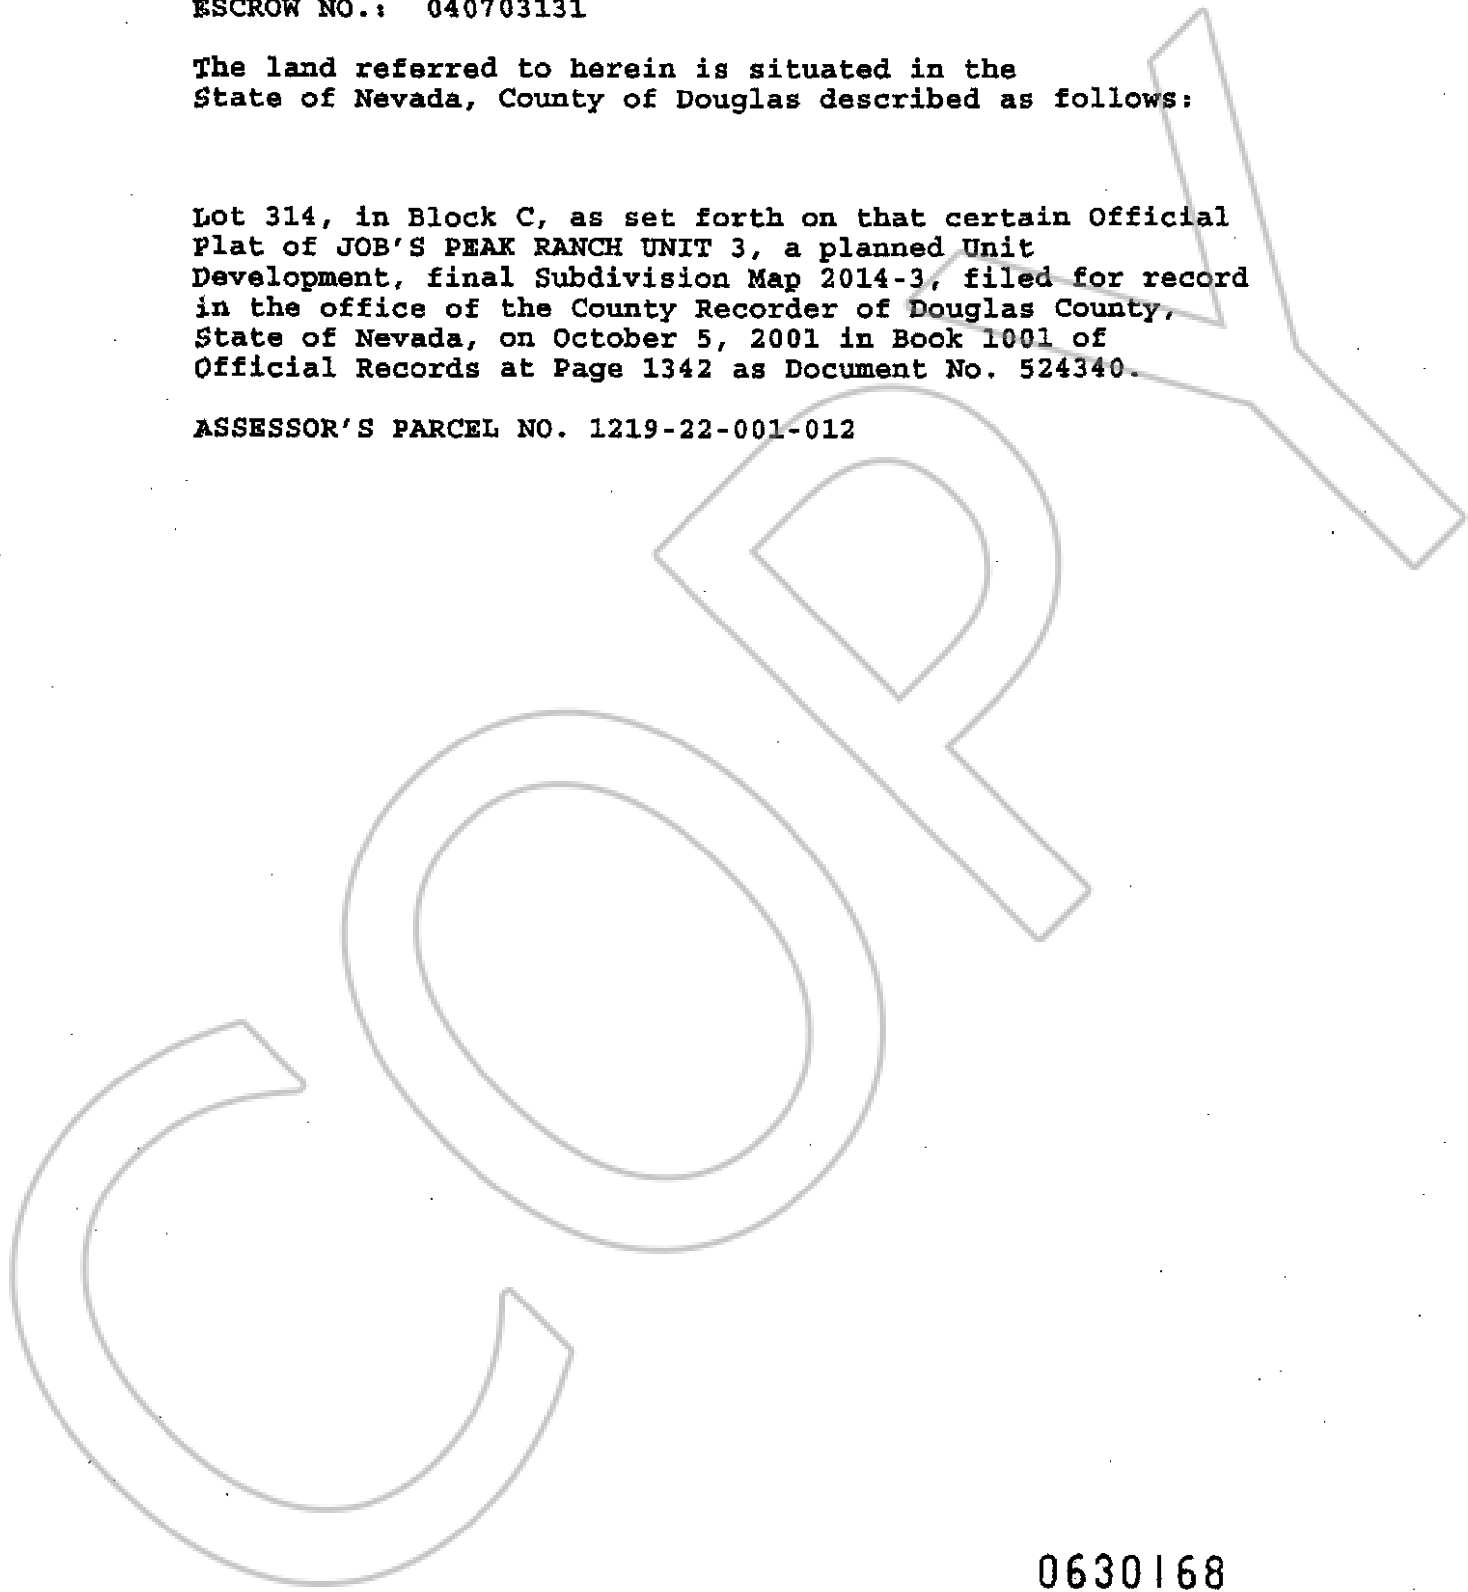 ESCROW NO.: 040703131
The land referred to herein is situated in the
State of Nevada, County of Douglas described as follows:
Lot 314, in Block C, as set forth on that certain Official
Plat of JOB'S PEAK RANCH UNIT 3, a planned Unit
Development, final Subdivision Map 2014-3, filed for record
in the office of the County Recorder of Douglas County,
State of Nevada, on October 5, 2001 in Book 1001 of
Official Records at Page 1342 as Document No. 524340.
ASSESSOR'S PARCEL NO. 1219-22-001-012
COPY
0630168